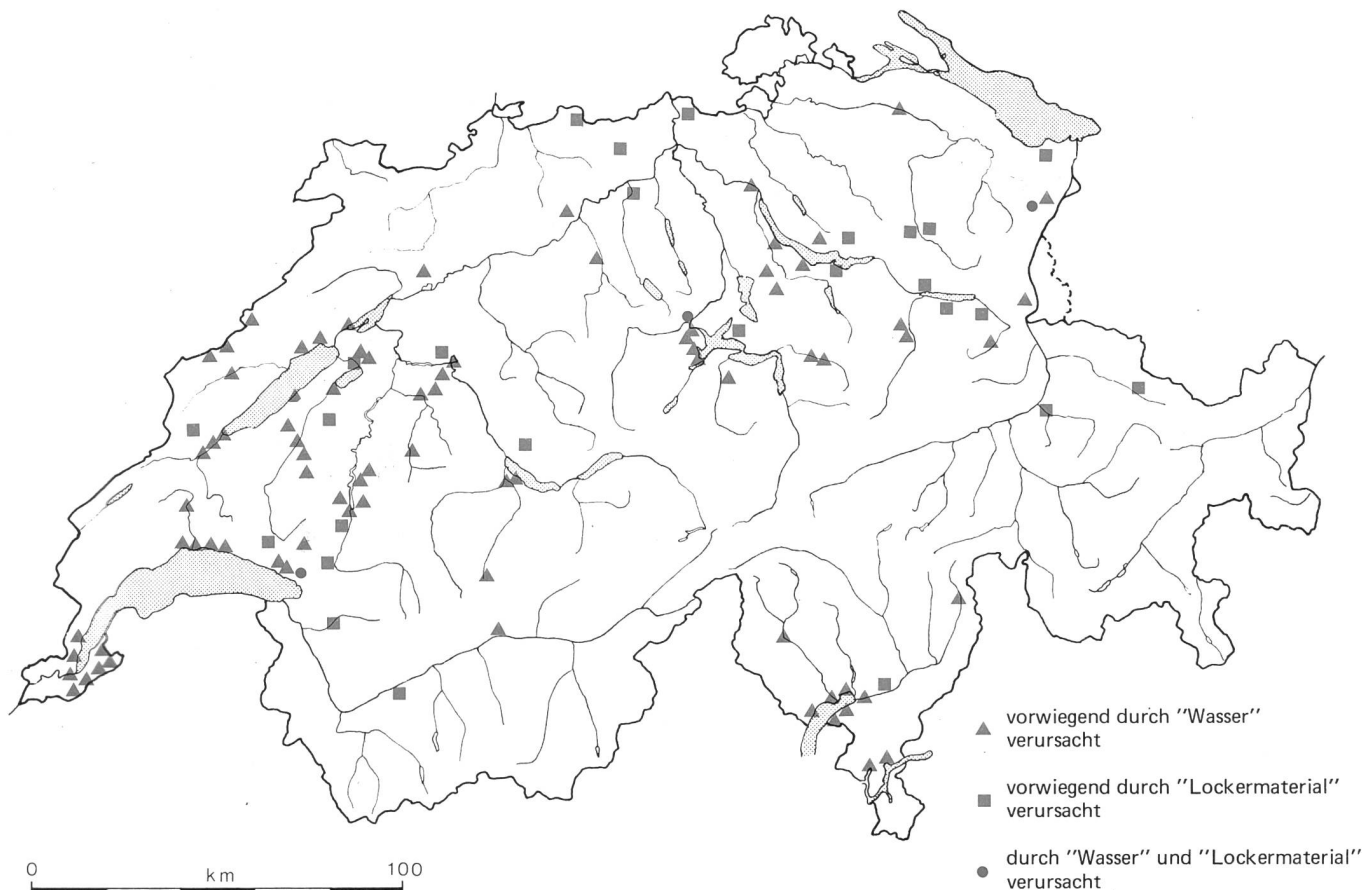 vorwiegend durch "Wasser"
verursacht
vorwiegend durch "Lockermaterial"
verursacht
durch "Wasser" und "Lockermaterial"
verursacht
0 km 100